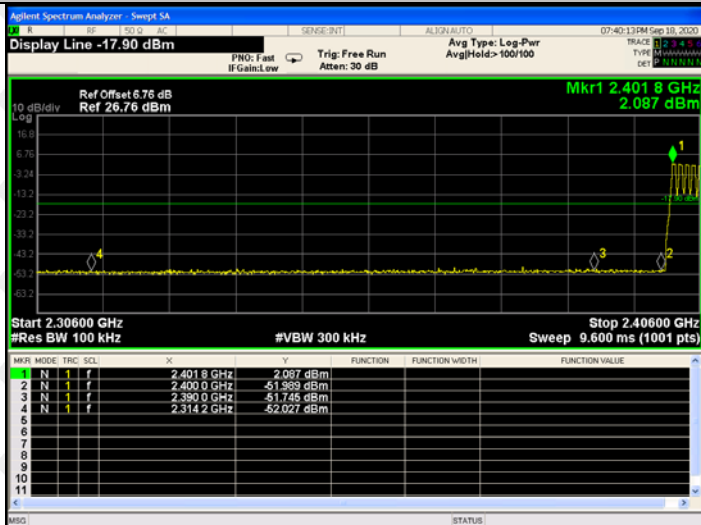 Agilent Spectrum Analyzer - Swept SA
R RF 50 Ω AC SENSE:INT ALIGNAUTO 07:40:13 PM Sep 18, 2020
Display Line -17.90 dBm
PNO: Fast
IFGain:Low
Trig: Free Run
Atten: 30 dB
Avg Type: Log-Pwr
Avg|Hold:>100/100
TRACE 1 2 3 4 5
TYPE M
DET P N N N N N
Mkr1 2.401 8 GHz
2.087 dBm
Ref Offset 6.76 dB
10 dB/div Ref 26.76 dBm
Log
16.8
6.76
-3.24
-13.2
-23.2
-33.2
-43.2
-53.2
-63.2
1
-17.90 dBm
4 3 2
Start 2.30600 GHz Stop 2.40600 GHz
#Res BW 100 kHz #VBW 300 kHz Sweep 9.600 ms (1001 pts)
MKR MODE TRC SCL X Y FUNCTION FUNCTION WIDTH FUNCTION VALUE
1 N 1 f 2.401 8 GHz 2.087 dBm
2 N 1 f 2.400 0 GHz -51.989 dBm
3 N 1 f 2.390 0 GHz -51.745 dBm
4 N 1 f 2.314 2 GHz -52.027 dBm
5
6
7
8
9
10
11
MSG STATUS